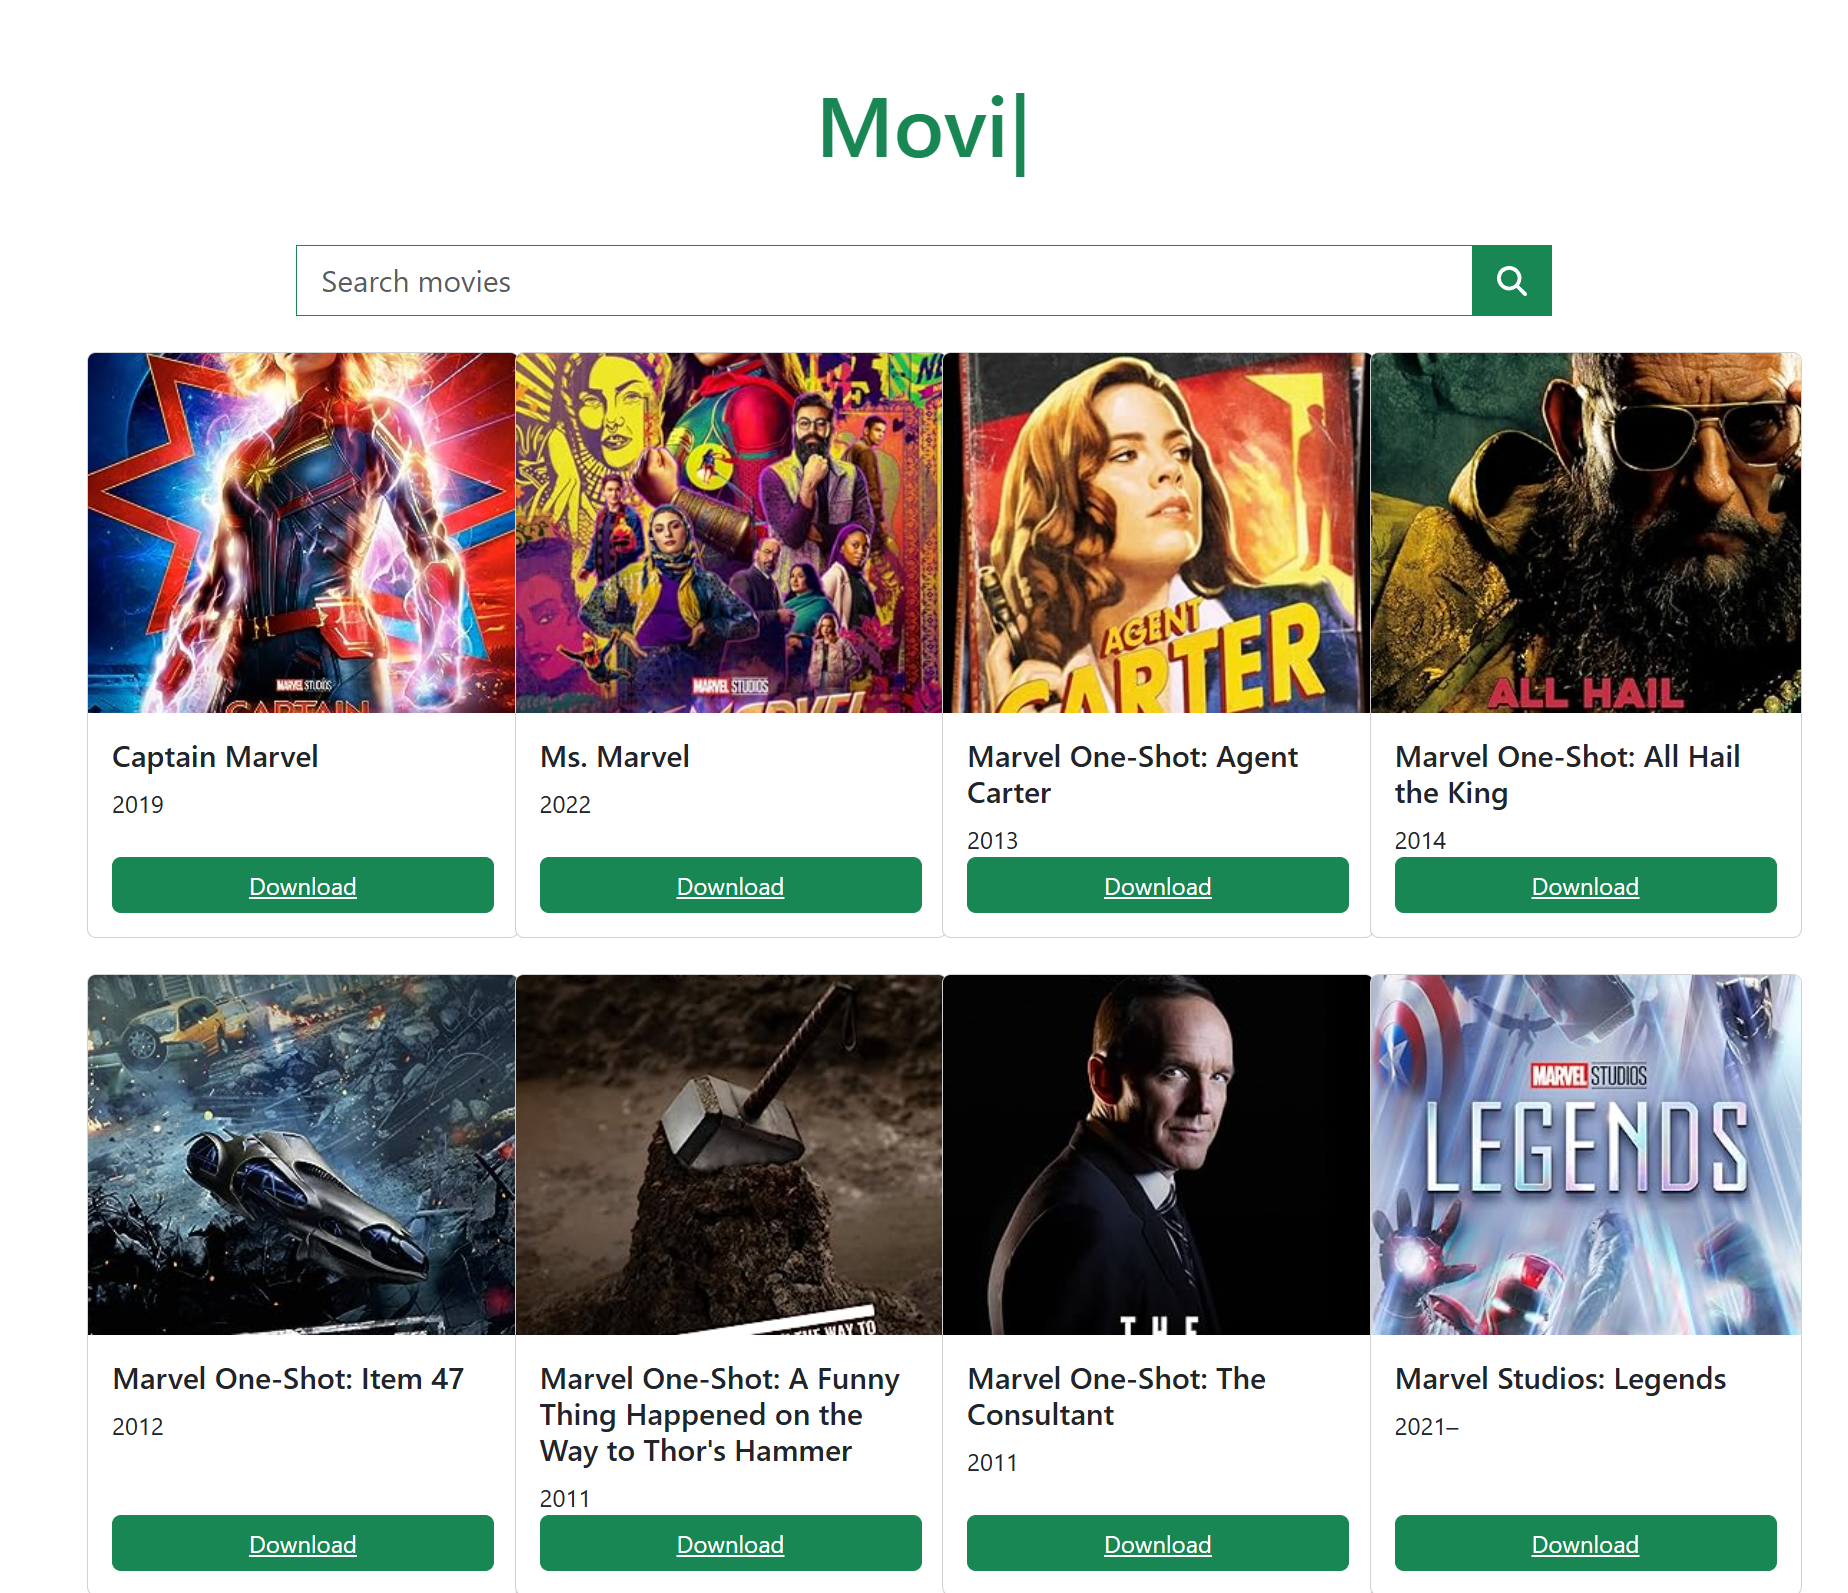 Movi
Search movies
MARVEL STUDIOS
CAPTAIN
MARVEL STUDIOS
MARVEL
AGENT
CARTER
ALL HAIL
Captain Marvel
2019
Download
Ms. Marvel
2022
Download
Marvel One-Shot: Agent
Carter
2013
Download
Marvel One-Shot: All Hail
the King
2014
Download
THE WAY TO
THE
MARVEL STUDIOS
LEGENDS
Marvel One-Shot: Item 47
2012
Download
Marvel One-Shot: A Funny
Thing Happened on the
Way to Thor's Hammer
2011
Download
Marvel One-Shot: The
Consultant
2011
Download
Marvel Studios: Legends
2021–
Download